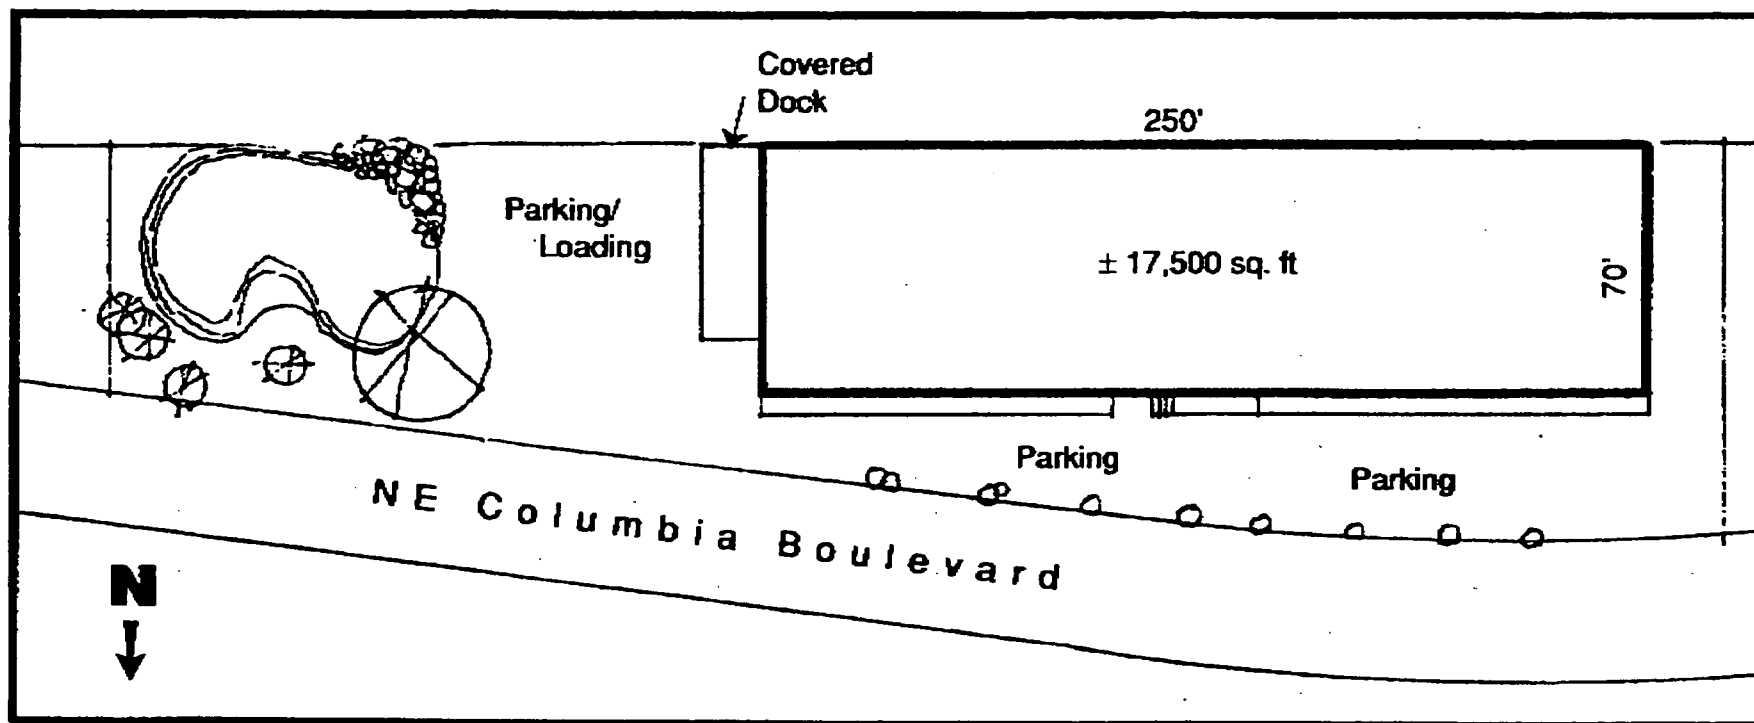 Covered
Dock
250'
Parking/
Loading
± 17,500 sq. ft
70'
Parking
Parking
NE Columbia Boulevard
N